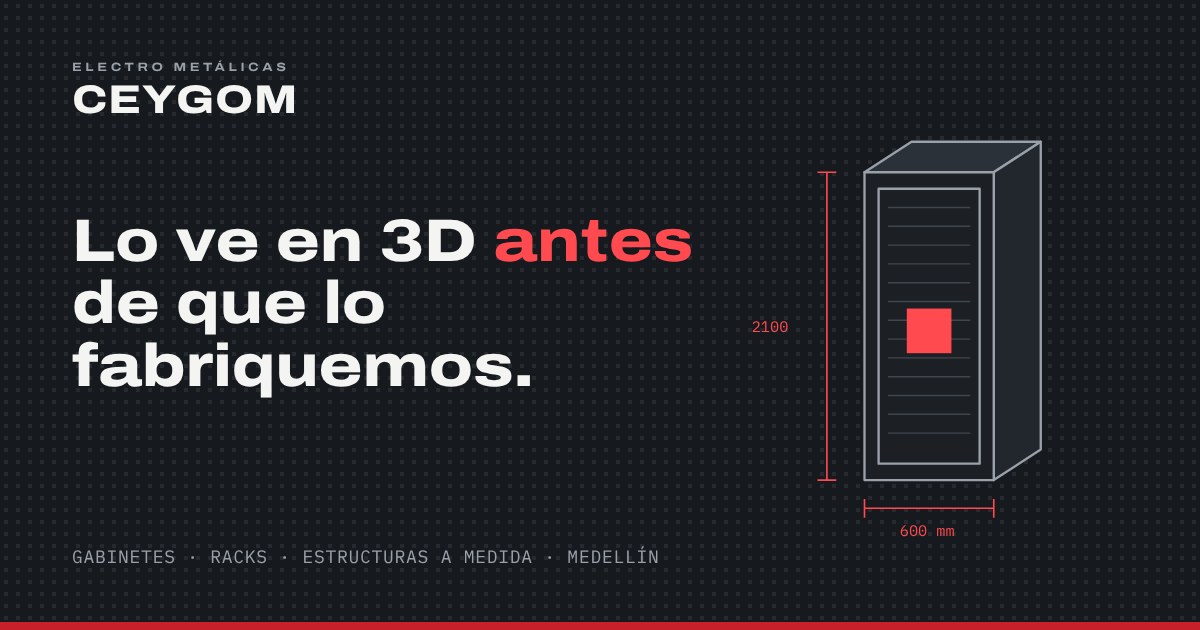 ELECTRO METÁLICAS
CEYGOM
Lo ve en 3D antes
de que lo
fabriquemos.
2100
600 mm
GABINETES · RACKS · ESTRUCTURAS A MEDIDA · MEDELLÍN